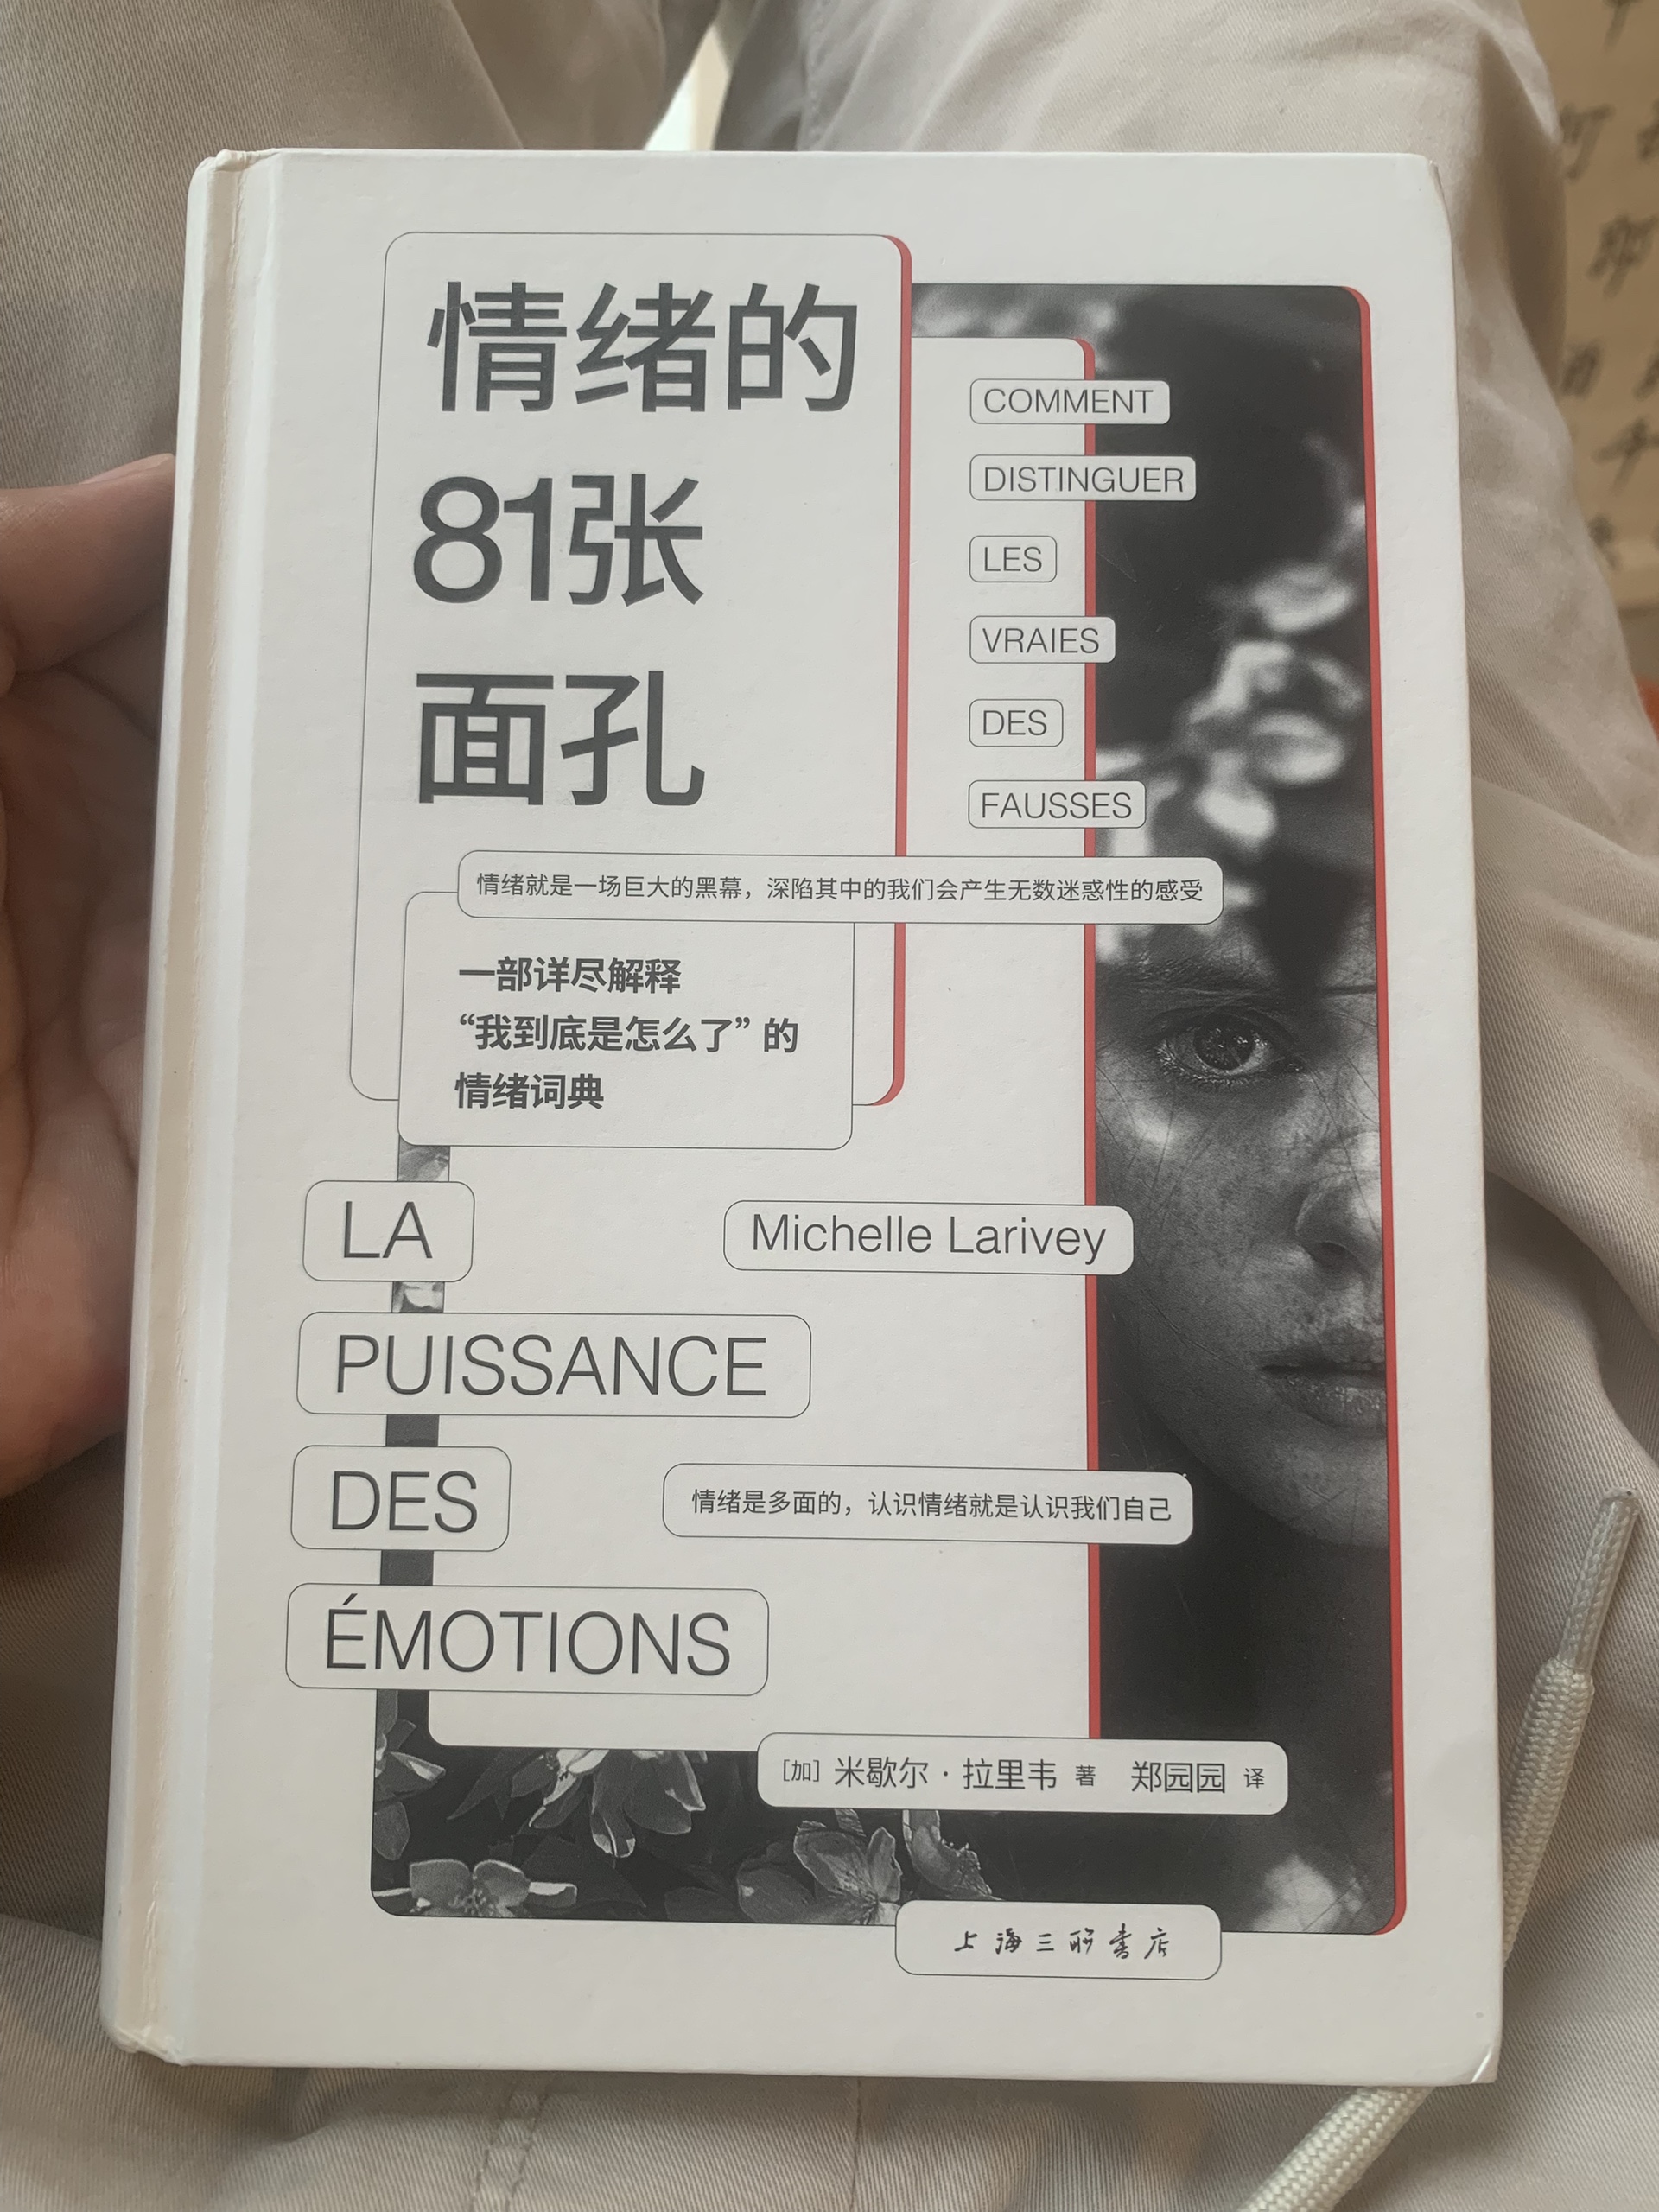 情绪的
81张
面孔
COMMENT
DISTINGUER
LES
VRAIES
DES
FAUSSES
情绪就是一场巨大的黑幕，深陷其中的我们会产生无数迷惑性的感受
一部详尽解释
“我到底是怎么了”的
情绪词典
LA
PUISSANCE
DES
ÉMOTIONS
Michelle Larivey
情绪是多面的，认识情绪就是认识我们自己
[加] 米歇尔·拉里韦 著 郑园园 译
上海三联書店